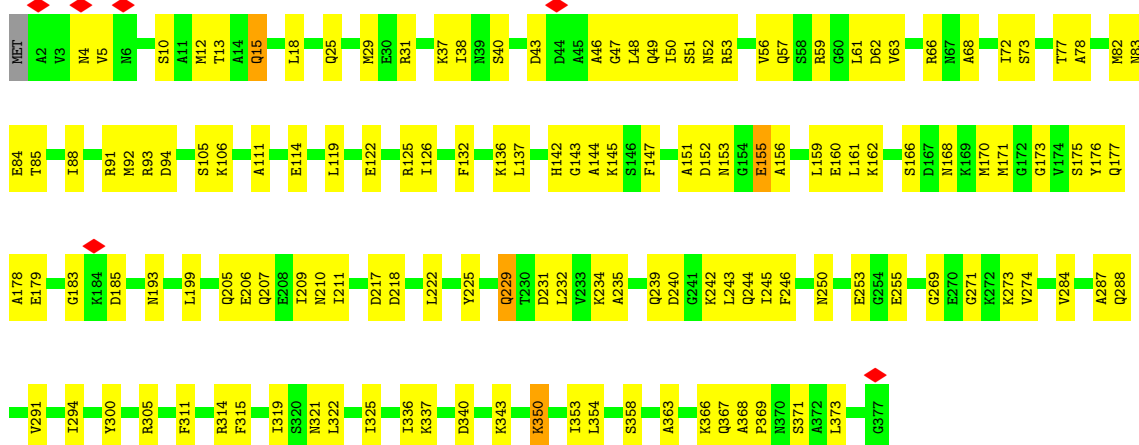 MET A2 V3 N4 V5 N6 S10 A11 M12 T13 A14 Q15 L18 Q25 M29 E30 R31 K37 I38 N39 S40 D43 D44 A45 A46 G47 L48 Q49 I50 S51 N52 R53 V56 Q57 S58 R59 G60 L61 D62 V63 R66 N67 A68 I72 S73 T77 A78 M82 N83
E84 T85 I88 R91 M92 R93 D94 S105 K106 A111 E114 L119 E122 R125 I126 F132 K136 L137 H142 G143 A144 K145 S146 F147 A151 D152 N153 G154 E155 A156 L159 E160 L161 K162 S166 D167 N168 K169 M170 M171 G172 G173 V174 S175 Y176 Q177
A178 E179 G183 K184 D185 N193 L199 Q205 E206 Q207 E208 I209 N210 I211 D217 D218 L222 Y225 Q229 T230 D231 L232 V233 K234 A235 Q239 D240 G241 K242 L243 Q244 I245 F246 N250 E253 G254 E255 G269 E270 G271 K272 K273 V274 V284 A287 Q288
V291 I294 Y300 R305 F311 R314 F315 I319 S320 N321 L322 I325 I336 K337 D340 K343 K350 I353 L354 S358 A363 K366 Q367 A368 P369 N370 S371 A372 L373 G377